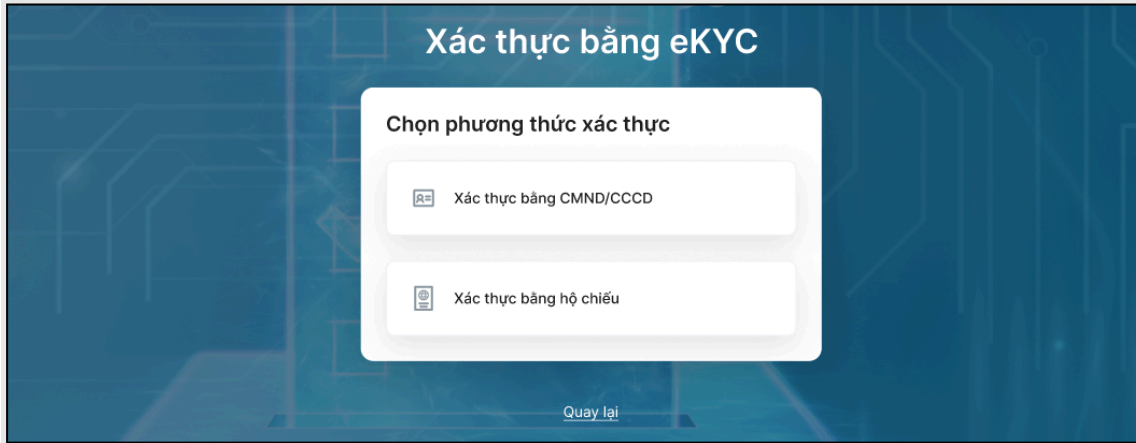 Xác thực bằng eKYC
Chọn phương thức xác thực
Xác thực bằng CMND/CCCD
Xác thực bằng hộ chiếu
Quay lại